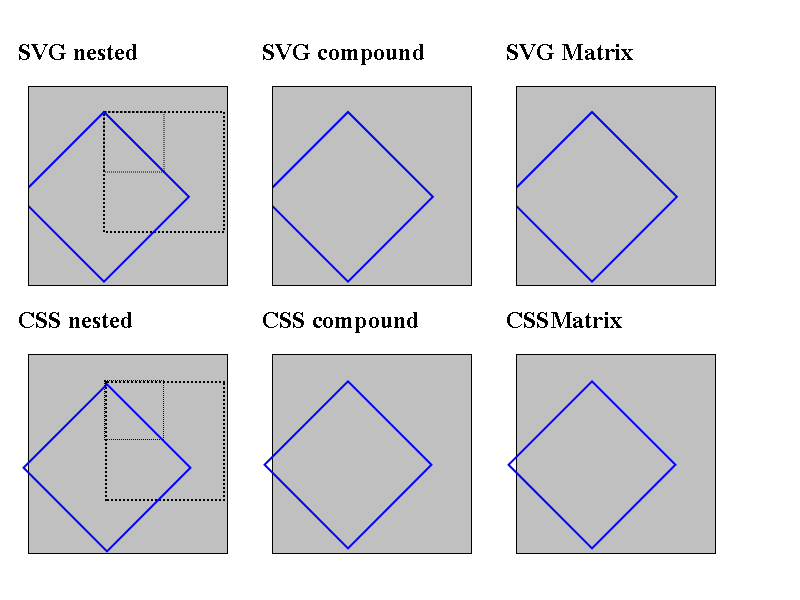 SVG nested
SVG compound
SVG Matrix
CSS nested
CSS compound
CSSMatrix